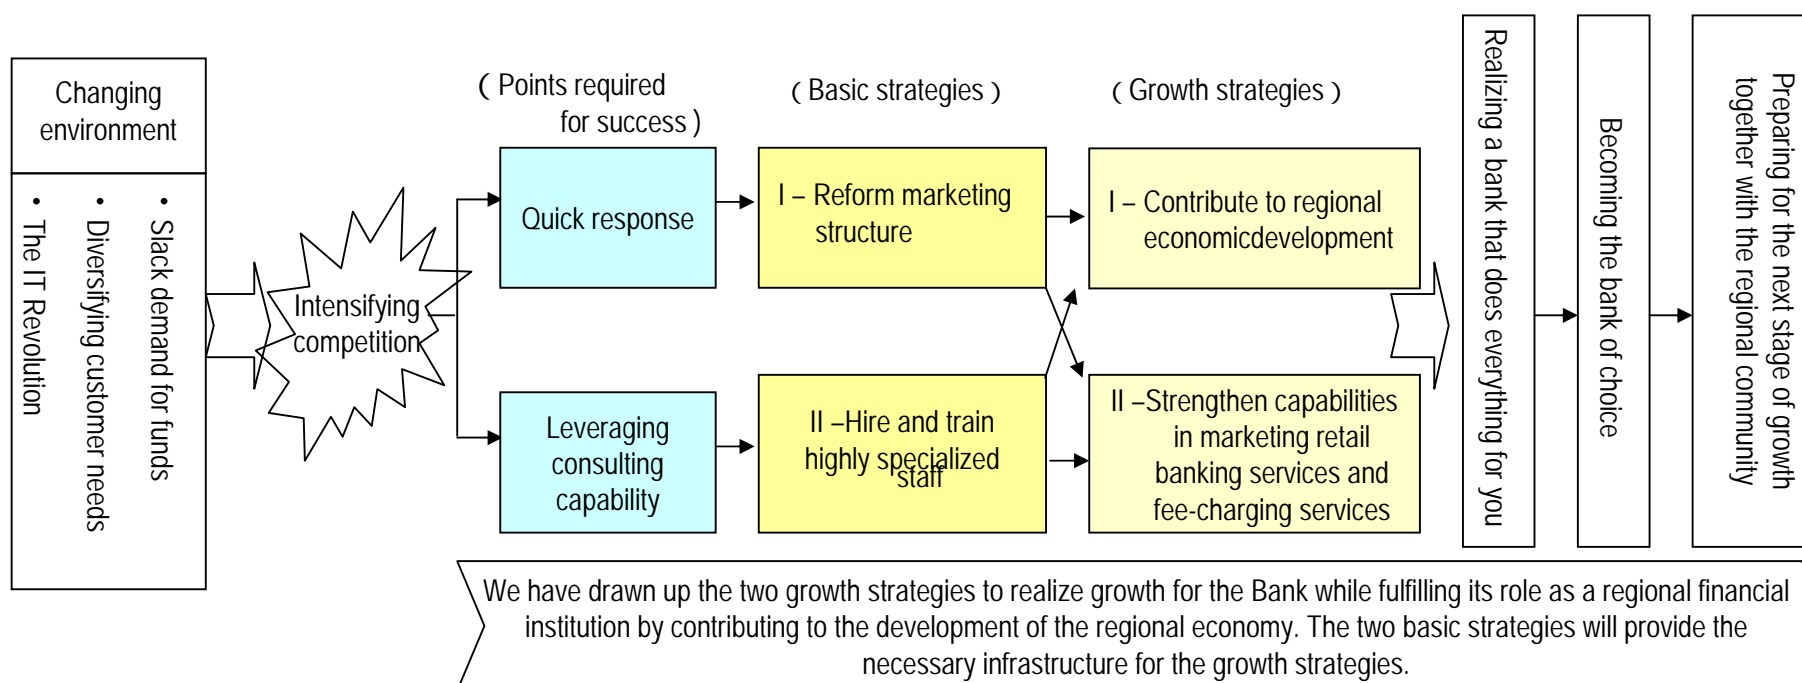 Changing
environment
• Slack demand for funds
• Diversifying customer needs
• The IT Revolution
Intensifying
competition
( Points required
for success )
Quick response
Leveraging
consulting
capability
( Basic strategies )
I – Reform marketing
structure
II –Hire and train
highly specialized
staff
( Growth strategies )
I – Contribute to regional
economicdevelopment
II –Strengthen capabilities
in marketing retail
banking services and
fee-charging services
Realizing a bank that does everything for you
Becoming the bank of choice
Preparing for the next stage of growth
together with the regional community
We have drawn up the two growth strategies to realize growth for the Bank while fulfilling its role as a regional financial
institution by contributing to the development of the regional economy. The two basic strategies will provide the
necessary infrastructure for the growth strategies.